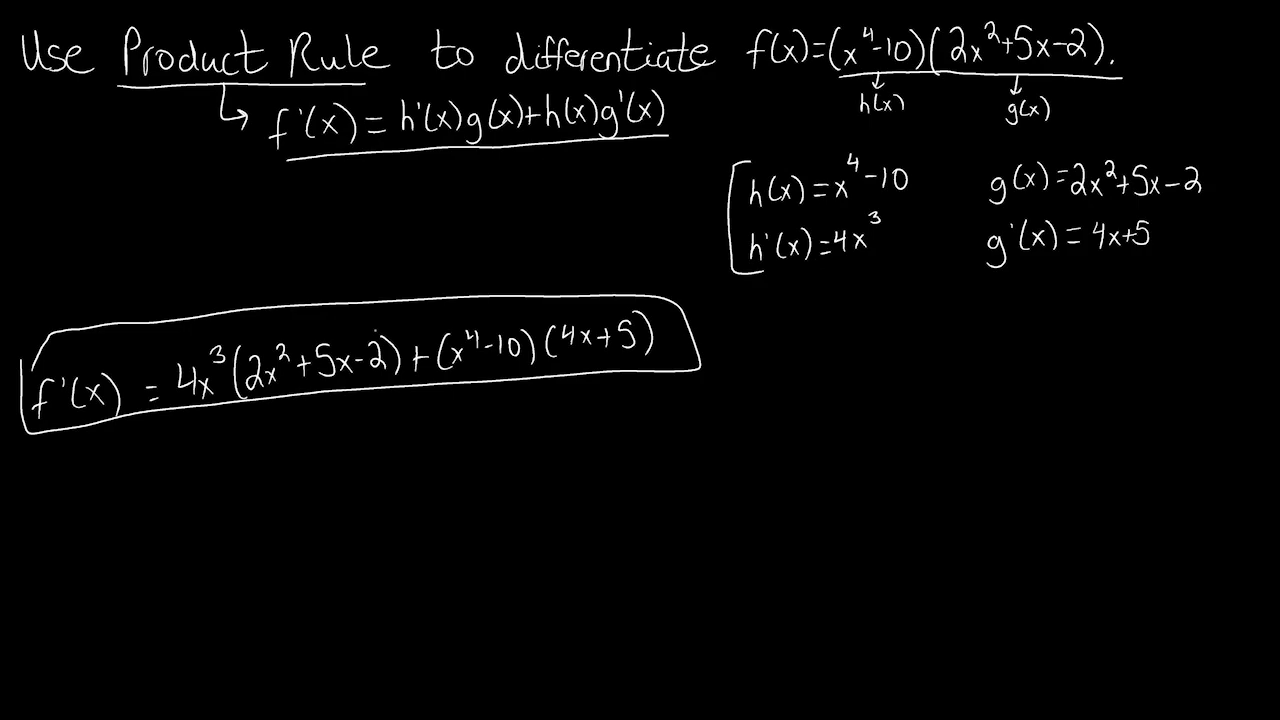 Use Product Rule to differentiate f(x)=(x⁴-10)(2x²+5x-2).
h(x) g(x)
f'(x)=h'(x)g(x)+h(x)g'(x)
h(x)=x⁴-10 g(x)=2x²+5x-2
h'(x)=4x³ g'(x)=4x+5
f'(x) = 4x³(2x²+5x-2)+(x⁴-10)(4x+5)